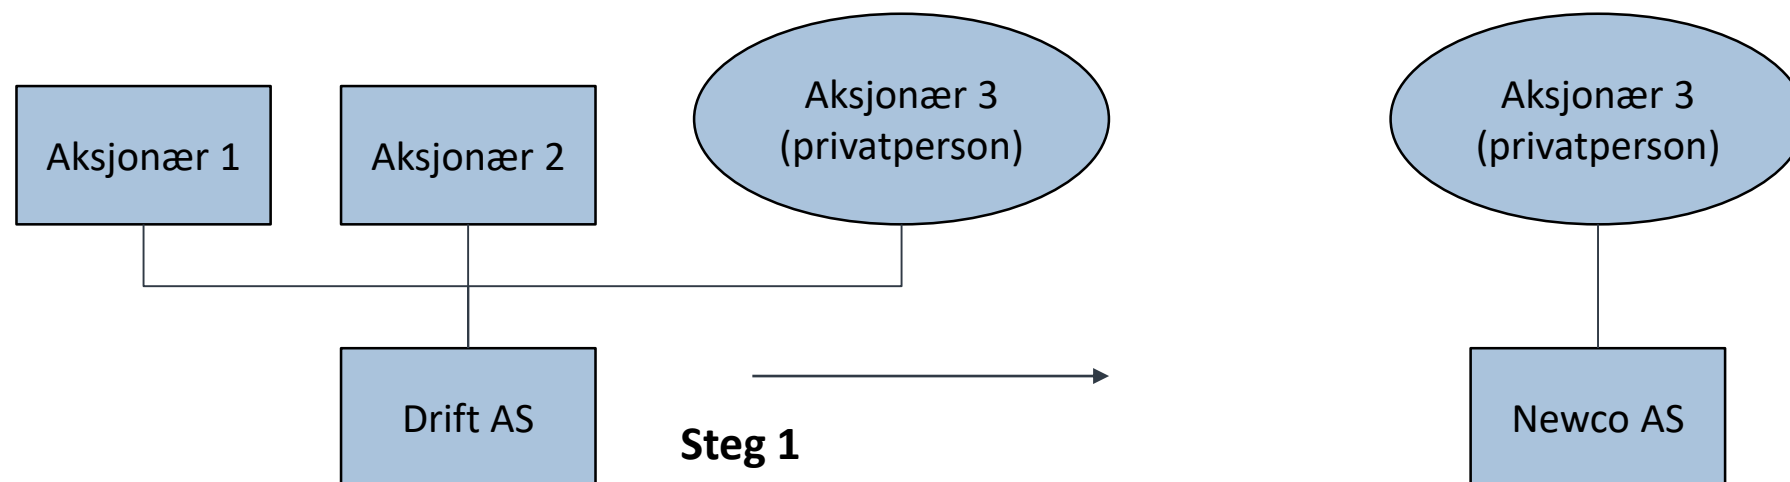 Aksjonær 1
Aksjonær 2
Aksjonær 3
(privatperson)
Aksjonær 3
(privatperson)
Drift AS
Steg 1
Newco AS